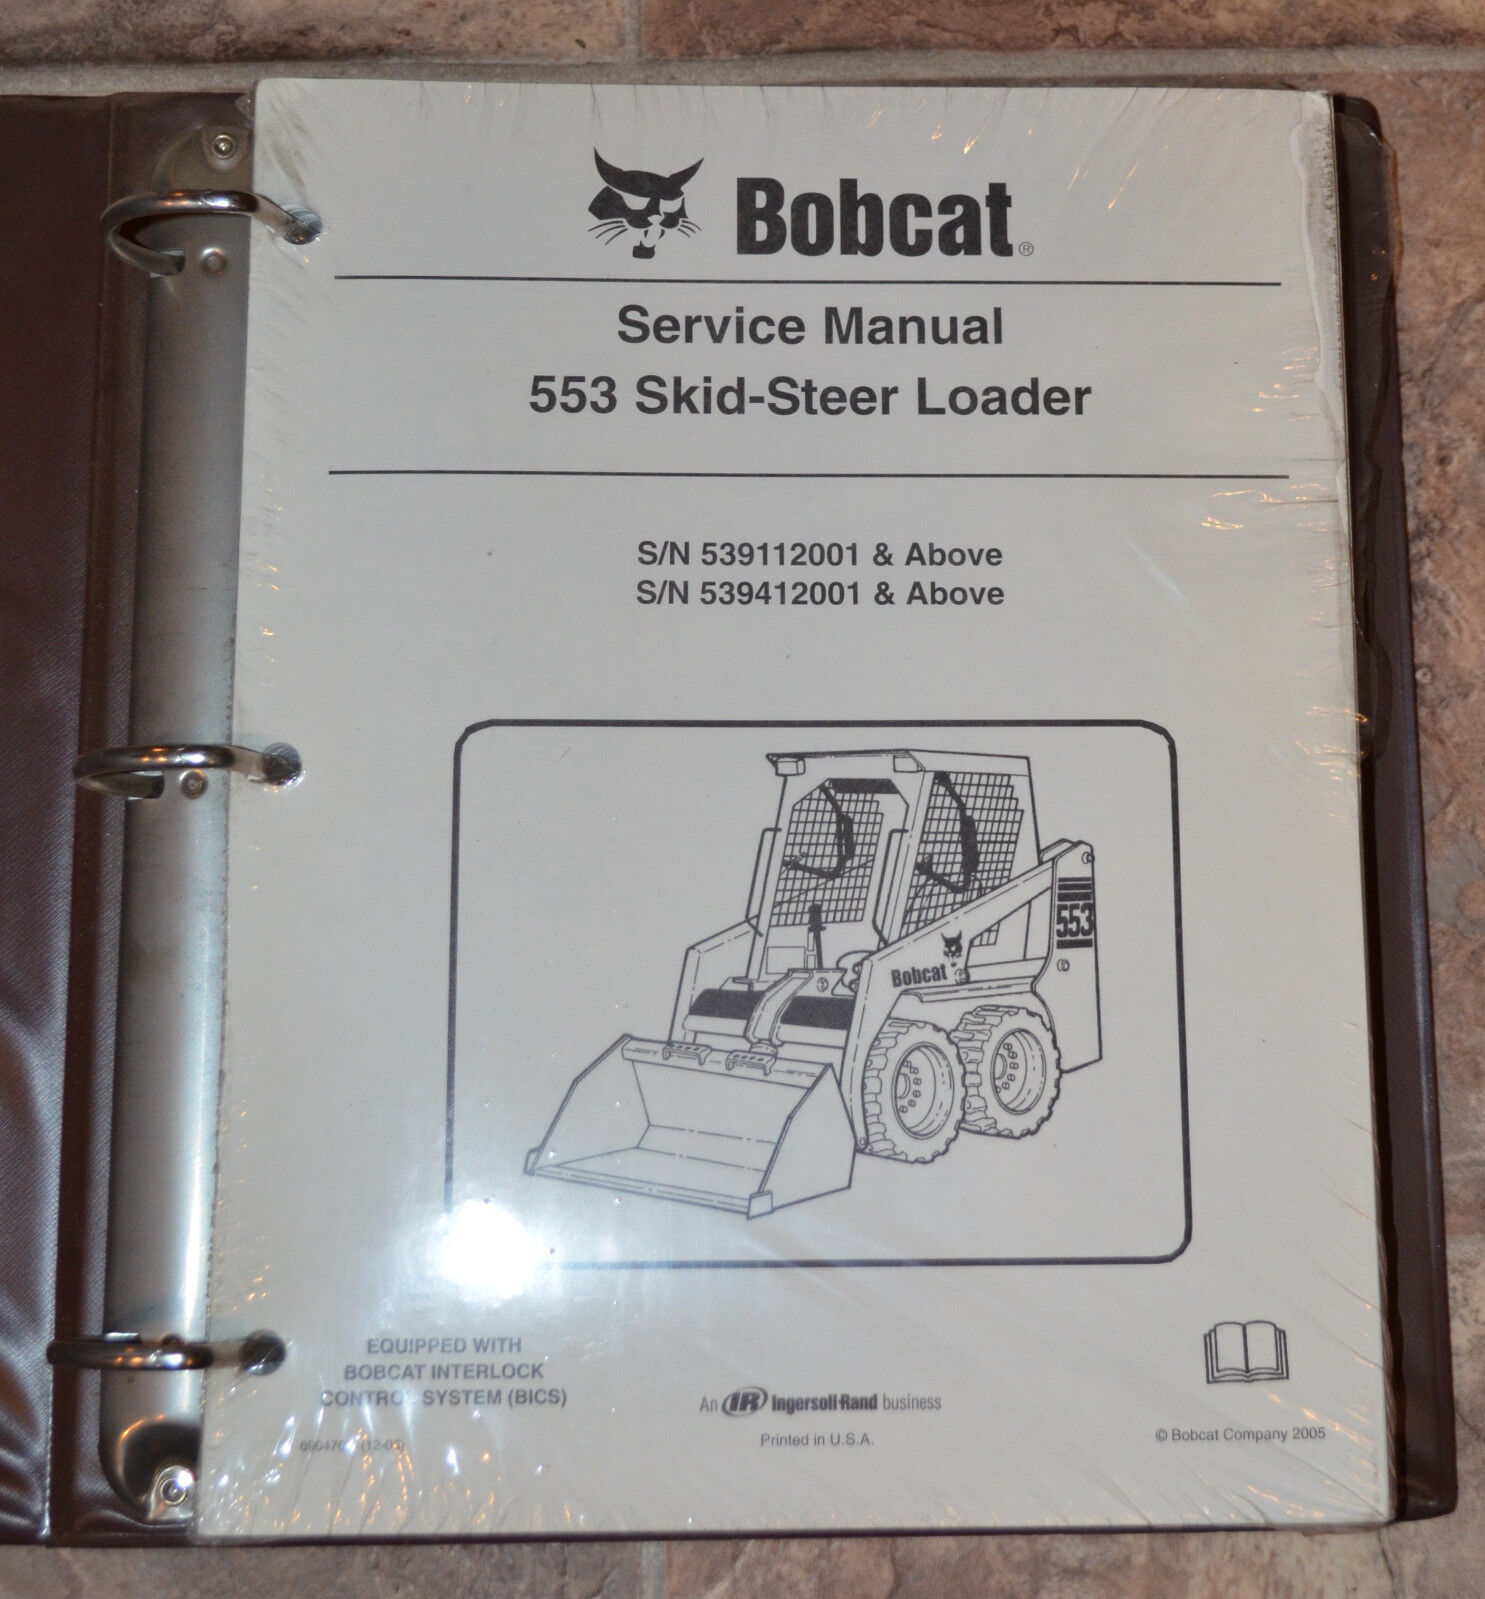 Bobcat®
Service Manual
553 Skid-Steer Loader
S/N 539112001 & Above
S/N 539412001 & Above
553
Bobcat
EQUIPPED WITH
BOBCAT INTERLOCK
CONTROL SYSTEM (BICS)
An IR Ingersoll-Rand business
Printed in U.S.A.
© Bobcat Company 2005